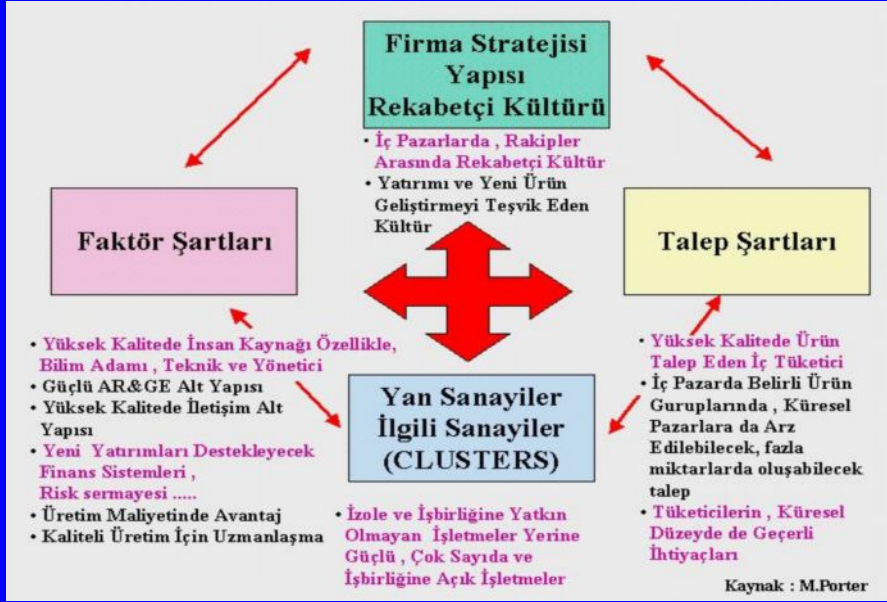 Firma Stratejisi
Yapısı
Rekabetçi Kültürü
• İç Pazarlarda , Rakipler
Arasında Rekabetçi Kültür
• Yatırımı ve Yeni Ürün
Geliştirmeyi Teşvik Eden
Kültür
Faktör Şartları
• Yüksek Kalitede İnsan Kaynağı Özellikle,
Bilim Adamı , Teknik ve Yönetici
• Güçlü AR&GE Alt Yapısı
• Yüksek Kalitede İletişim Alt
Yapısı
• Yeni Yatırımları Destekleyecek
Finans Sistemleri ,
Risk sermayesi .....
• Üretim Maliyetinde Avantaj
• Kaliteli Üretim İçin Uzmanlaşma
Talep Şartları
• Yüksek Kalitede Ürün
Talep Eden İç Tüketici
• İç Pazarda Belirli Ürün
Guruplarında , Küresel
Pazarlara da Arz
Edilebilecek, fazla
miktarlarda oluşabilecek
talep
• Tüketicilerin , Küresel
Düzeyde de Geçerli
İhtiyaçları
Yan Sanayiler
İlgili Sanayiler
(CLUSTERS)
• İzole ve İşbirliğine Yatkın
Olmayan İşletmeler Yerine
Güçlü , Çok Sayıda ve
İşbirliğine Açık İşletmeler
Kaynak : M.Porter